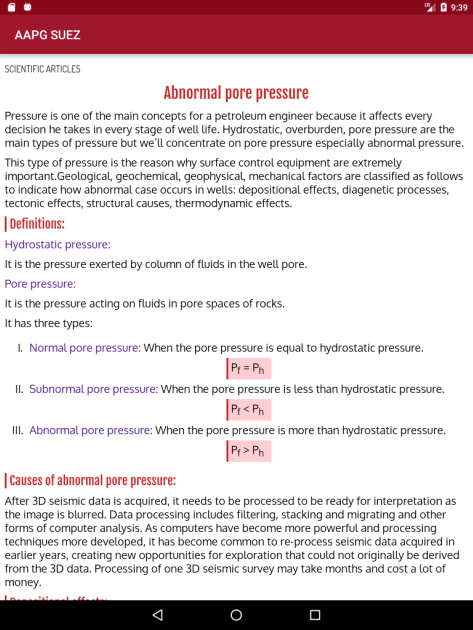 9:39
AAPG SUEZ
SCIENTIFIC ARTICLES
Abnormal pore pressure
Pressure is one of the main concepts for a petroleum engineer because it affects every
decision he takes in every stage of well life. Hydrostatic, overburden, pore pressure are the
main types of pressure but we'll concentrate on pore pressure especially abnormal pressure.
This type of pressure is the reason why surface control equipment are extremely
important.Geological, geochemical, geophysical, mechanical factors are classified as follows
to indicate how abnormal case occurs in wells: depositional effects, diagenetic processes,
tectonic effects, structural causes, thermodynamic effects.
Definitions:
Hydrostatic pressure:
It is the pressure exerted by column of fluids in the well pore.
Pore pressure:
It is the pressure acting on fluids in pore spaces of rocks.
It has three types:
I. Normal pore pressure: When the pore pressure is equal to hydrostatic pressure.
Pf = Ph
II. Subnormal pore pressure: When the pore pressure is less than hydrostatic pressure.
Pf < Ph
III. Abnormal pore pressure: When the pore pressure is more than hydrostatic pressure.
Pf > Ph
Causes of abnormal pore pressure:
After 3D seismic data is acquired, it needs to be processed to be ready for interpretation as
the image is blurred. Data processing includes filtering, stacking and migrating and other
forms of computer analysis. As computers have become more powerful and processing
techniques more developed, it has become common to re-process seismic data acquired in
earlier years, creating new opportunities for exploration that could not originally be derived
from the 3D data. Processing of one 3D seismic survey may take months and cost a lot of
money.